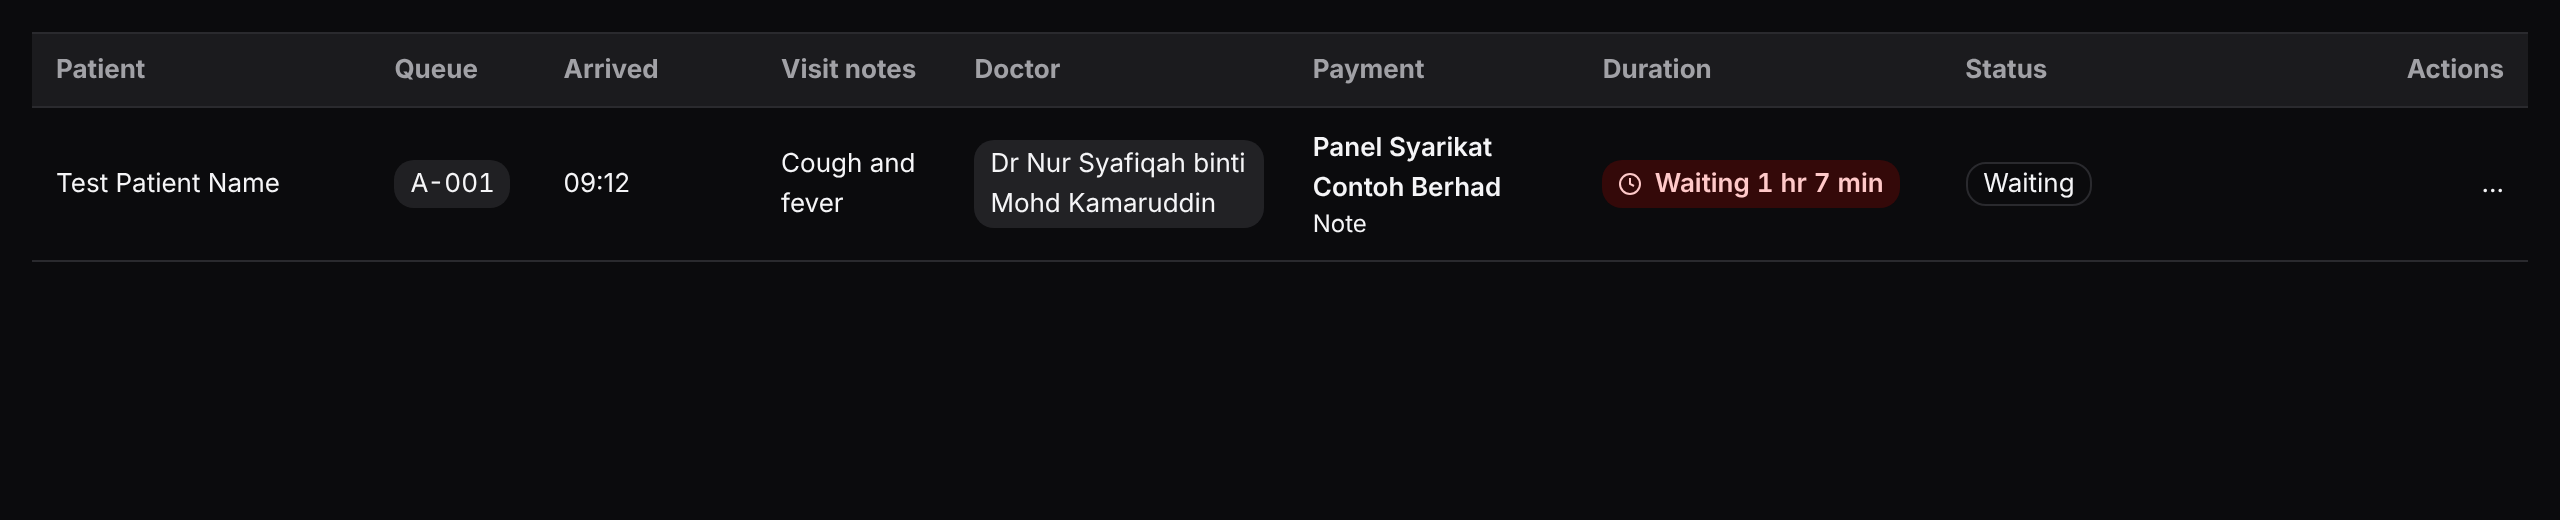 Patient Queue Arrived Visit notes Doctor Payment Duration Status Actions
Test Patient Name
A-001
09:12
Cough and
fever
Dr Nur Syafiqah binti
Mohd Kamaruddin
Panel Syarikat
Contoh Berhad
Note
Waiting 1 hr 7 min
Waiting
...